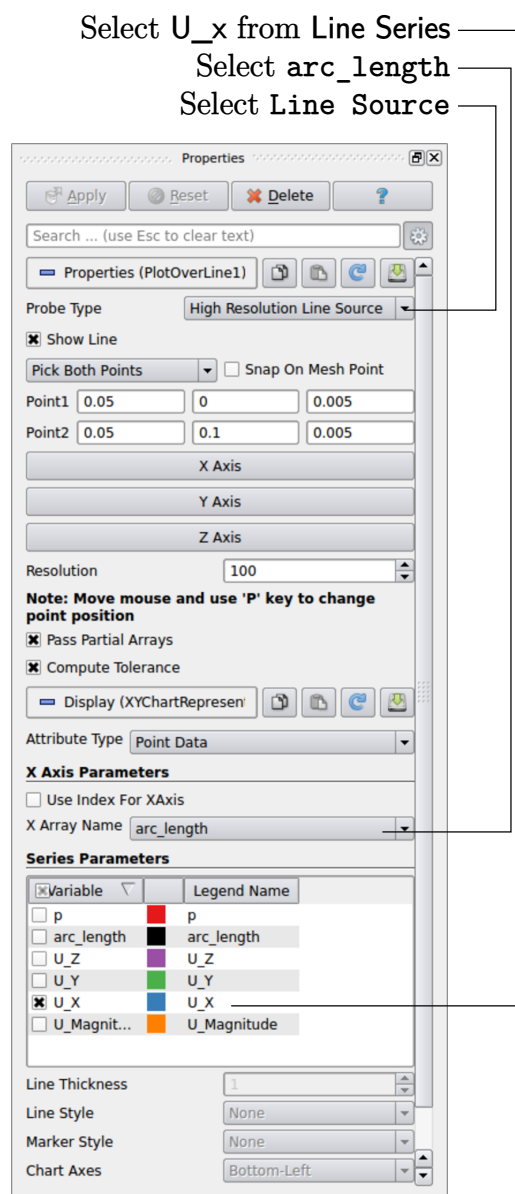 Select U_x from Line Series
Select arc_length
Select Line Source
Properties
Apply Reset Delete ?
Search ... (use Esc to clear text)
Properties (PlotOverLine1)
Probe Type High Resolution Line Source
Show Line
Pick Both Points Snap On Mesh Point
Point1 0.05 0 0.005
Point2 0.05 0.1 0.005
X Axis
Y Axis
Z Axis
Resolution 100
Note: Move mouse and use 'P' key to change
point position
Pass Partial Arrays
Compute Tolerance
Display (XYChartRepresen
Attribute Type Point Data
X Axis Parameters
Use Index For XAxis
X Array Name arc_length
Series Parameters
Variable Legend Name
p p
arc_length arc_length
U_Z U_Z
U_Y U_Y
U_X U_X
U_Magnit... U_Magnitude
Line Thickness 1
Line Style None
Marker Style None
Chart Axes Bottom-Left